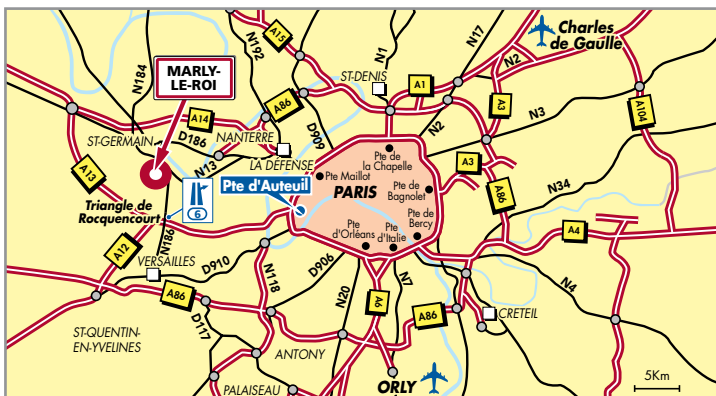 A15
N192
N1
N17
Charles
de Gaulle
N2
N184
MARLY-
LE-ROI
ST-DENIS
A1
A86
A3
A104
N3
A14
ST-GERMAIN
D186
NANTERRE
D909
N2
LA DÉFENSE
N13
Pte de
la Chapelle
A3
A13
Pte Maillot
PARIS
Pte d'Auteuil
Pte de
Bagnolet
A86
N34
Triangle de
Rocquencourt
6
N186
Pte
d'Orléans
Pte
d'Italie
Pte de
Bercy
A4
A12
VERSAILLES
D910
N118
D906
N20
A6
N7
A86
N4
A86
D117
CRETEIL
ST-QUENTIN-
EN-YVELINES
ANTONY
PALAISEAU
ORLY
5Km